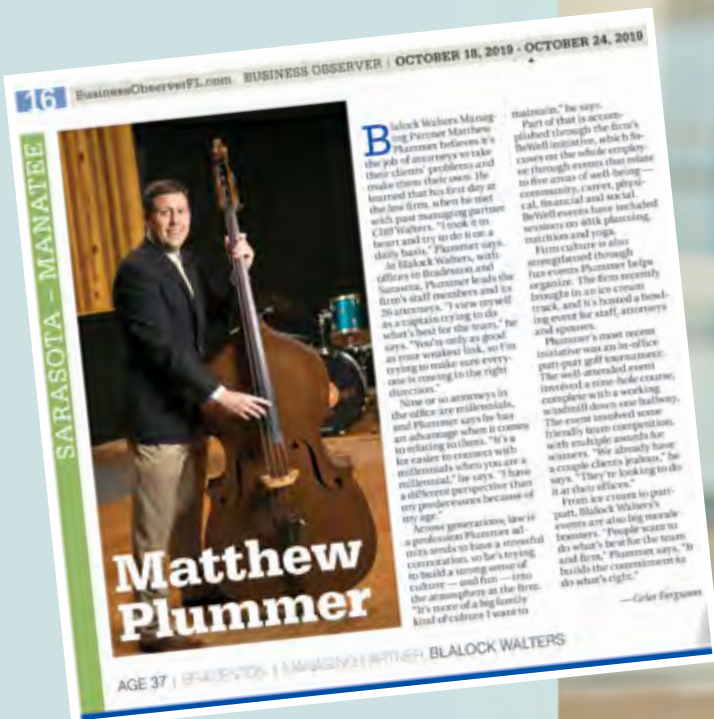 16 BusinessObserverFL.com BUSINESS OBSERVER | OCTOBER 18, 2019 - OCTOBER 24, 2019
SARASOTA – MANATEE
Matthew
Plummer
Blalock Walters Manag-
ing Partner Matthew
Plummer believes it's
the job of attorneys to take
their clients' problems and
make them their own. He
learned that his first day at
the law firm, when he met
with past managing partner
Cliff Walters. "I took it to
heart and try to do it on a
daily basis," Plummer says.
At Blalock Walters, with
offices in Bradenton and
Sarasota, Plummer leads the
firm's staff members and its
26 attorneys. "I view myself
as a captain trying to do
what's best for the team," he
says. "You're only as good
as your weakest link, so I'm
trying to make sure every-
one is rowing in the right
direction."
Nine or so attorneys in
the office are millennials,
and Plummer says he has
an advantage when it comes
to relating to them. "It's a
lot easier to connect with
millennials when you are a
millennial," he says. "I have
a different perspective than
my predecessors because of
my age."
Across generations, law is
a profession Plummer ad-
mits tends to have a stressful
connotation, so he's trying
to build a strong sense of
culture — and fun — into
the atmosphere at the firm.
"It's more of a big family
kind of culture I want to
maintain," he says.
Part of that is accom-
plished through the firm's
BeWell initiative, which fo-
cuses on the whole employ-
ee through events that relate
to five areas of well-being —
community, career, physi-
cal, financial and social.
BeWell events have included
session on 401k planning,
nutrition and yoga.
Firm culture is also
strengthened through
fun events Plummer helps
organize. The firm recently
brought in an ice cream
truck, and it's hosted a bowl-
ing event for staff, attorneys
and spouses.
Plummer's most recent
initiative was an in-office
putt-putt golf tournament.
The well-attended event
involved a nine-hole course,
complete with a working
windmill down one hallway.
The event involved some
friendly team competition,
with multiple awards for
winners. "We already have
a couple clients jealous," he
says. "They're looking to do
it at their offices."
From ice cream to putt-
putt, Blalock Walters's
events are also big morale
boosters. "People want to
do what's best for the team
and firm," Plummer says. "It
builds the commitment to
do what's right."
— Grier Ferguson
AGE 37 | BRADENTON | MANAGING PARTNER, BLALOCK WALTERS